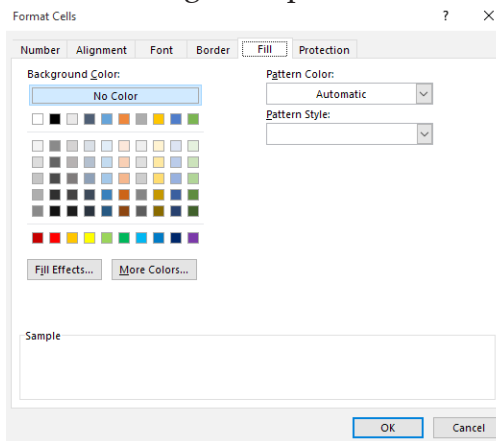 Format Cells ? ×
Number Alignment Font Border Fill Protection
Background Color: Pattern Color:
No Color Automatic
Pattern Style:
Fill Effects... More Colors...
Sample
OK Cancel